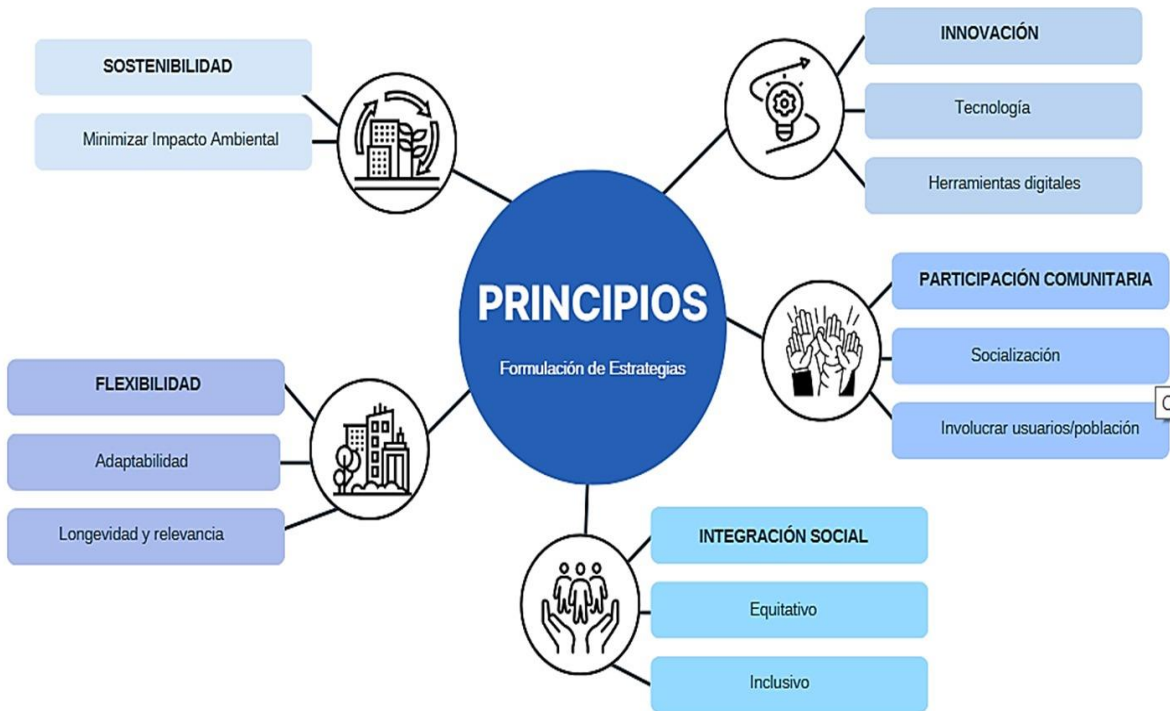 SOSTENIBILIDAD
Minimizar Impacto Ambiental
INNOVACIÓN
Tecnología
Herramientas digitales
PRINCIPIOS
Formulación de Estrategias
PARTICIPACIÓN COMUNITARIA
Socialización
Involucrar usuarios/población
FLEXIBILIDAD
Adaptabilidad
Longevidad y relevancia
INTEGRACIÓN SOCIAL
Equitativo
Inclusivo